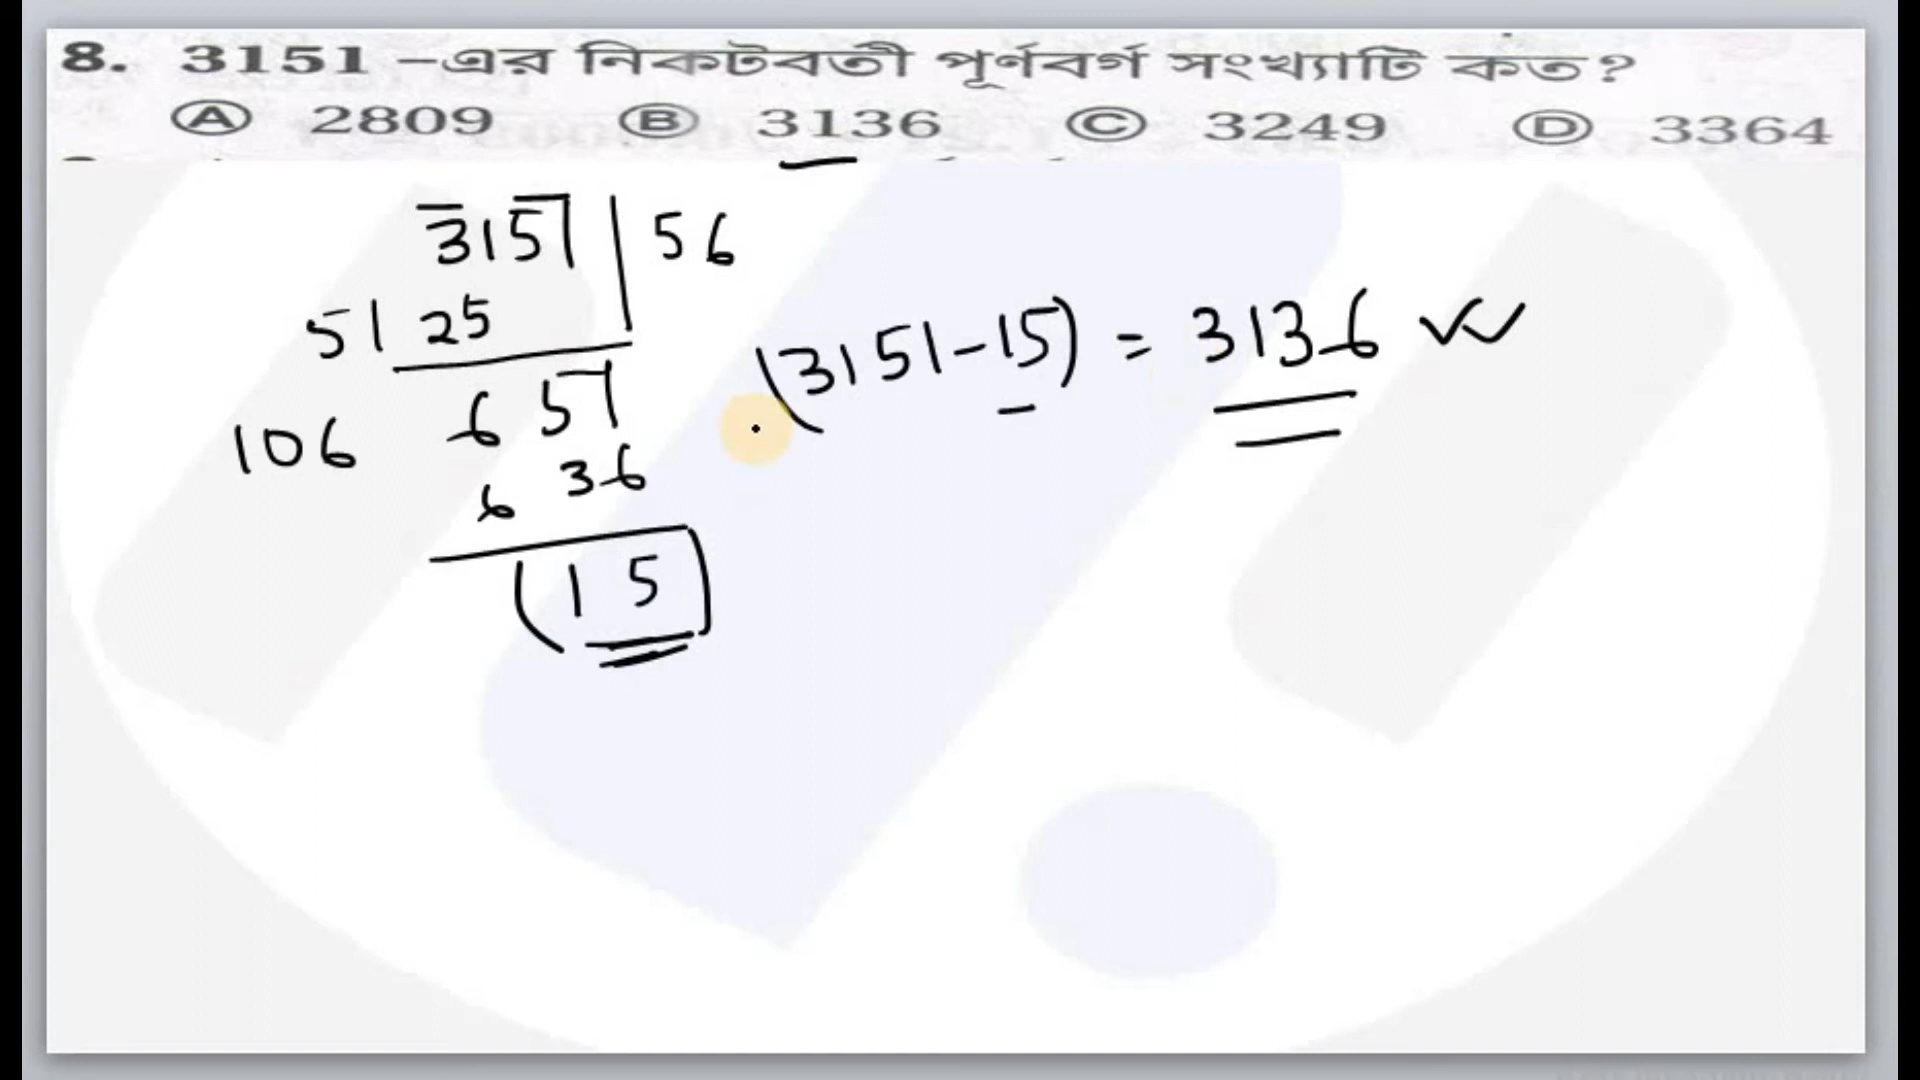 8. 3151 –এর নিকটবর্তী পূর্ণবর্গ সংখ্যাটি কত?
Ⓐ 2809 Ⓑ 3136 Ⓒ 3249 Ⓓ 3364
3151 | 56
5 | 25
106 651
636
(15)
(3151-15) = 3136